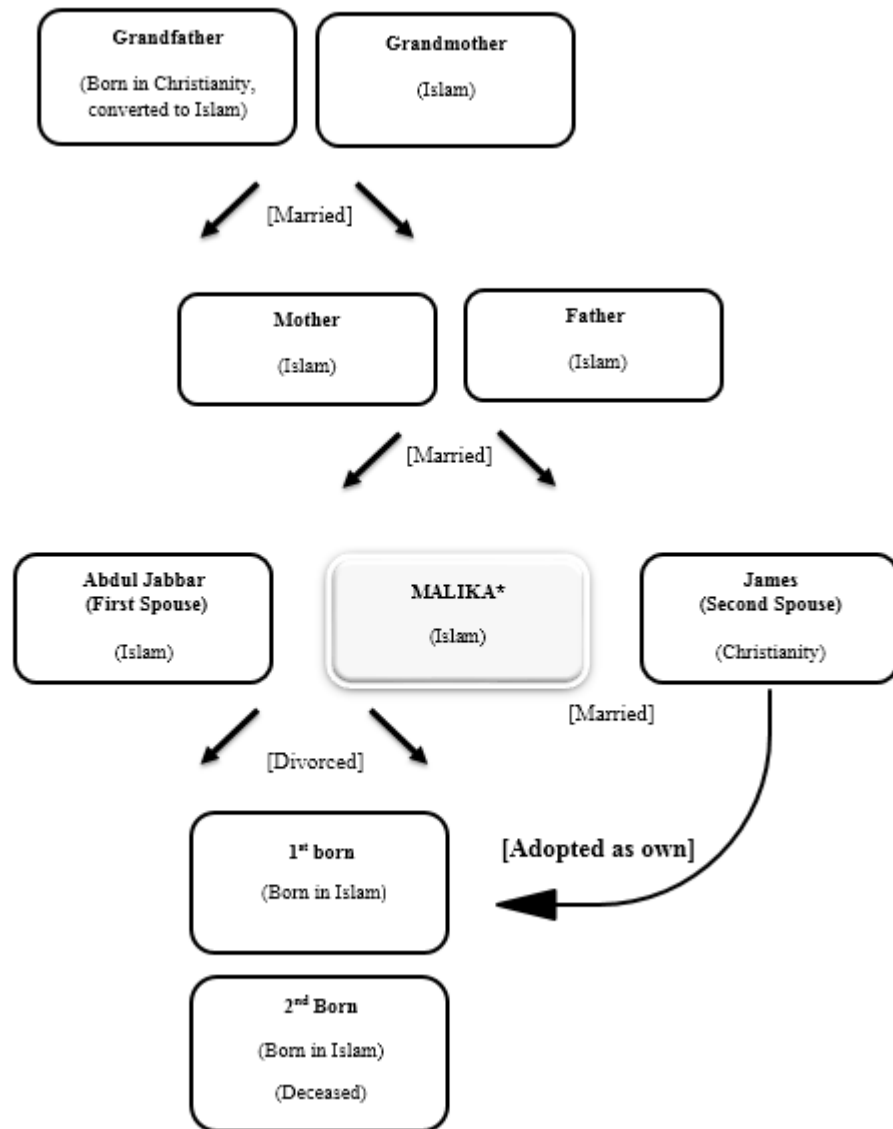 Grandfather
(Born in Christianity,
converted to Islam)
Grandmother
(Islam)
[Married]
Mother
(Islam)
Father
(Islam)
[Married]
Abdul Jabbar
(First Spouse)
(Islam)
MALIKA*
(Islam)
James
(Second Spouse)
(Christianity)
[Married]
[Divorced]
1st born
(Born in Islam)
[Adopted as own]
2nd Born
(Born in Islam)
(Deceased)